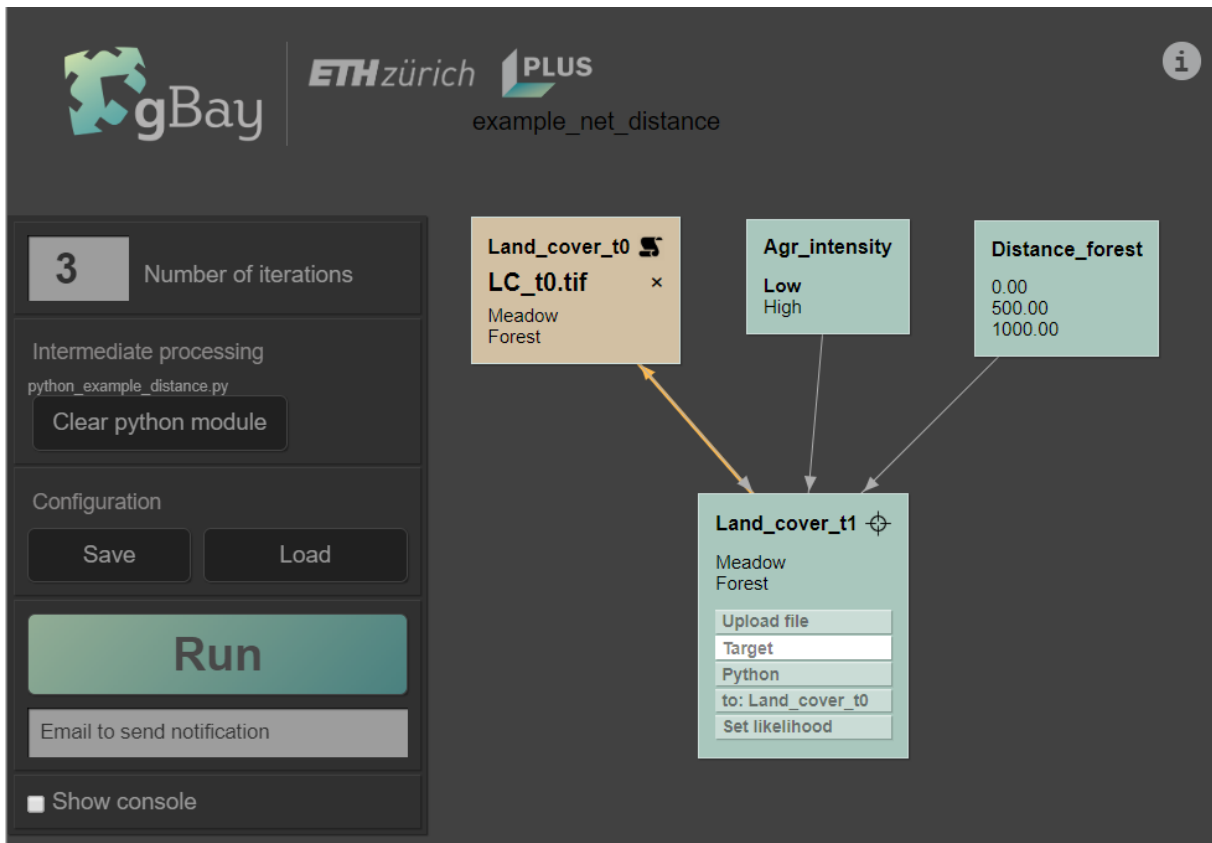 gBay
ETH zürich
PLUS
i
example_net_distance
3
Number of iterations
Intermediate processing
python_example_distance.py
Clear python module
Configuration
Save
Load
Run
Email to send notification
Show console
Land_cover_t0
LC_t0.tif ×
Meadow
Forest
Agr_intensity
Low
High
Distance_forest
0.00
500.00
1000.00
Land_cover_t1
Meadow
Forest
Upload file
Target
Python
to: Land_cover_t0
Set likelihood